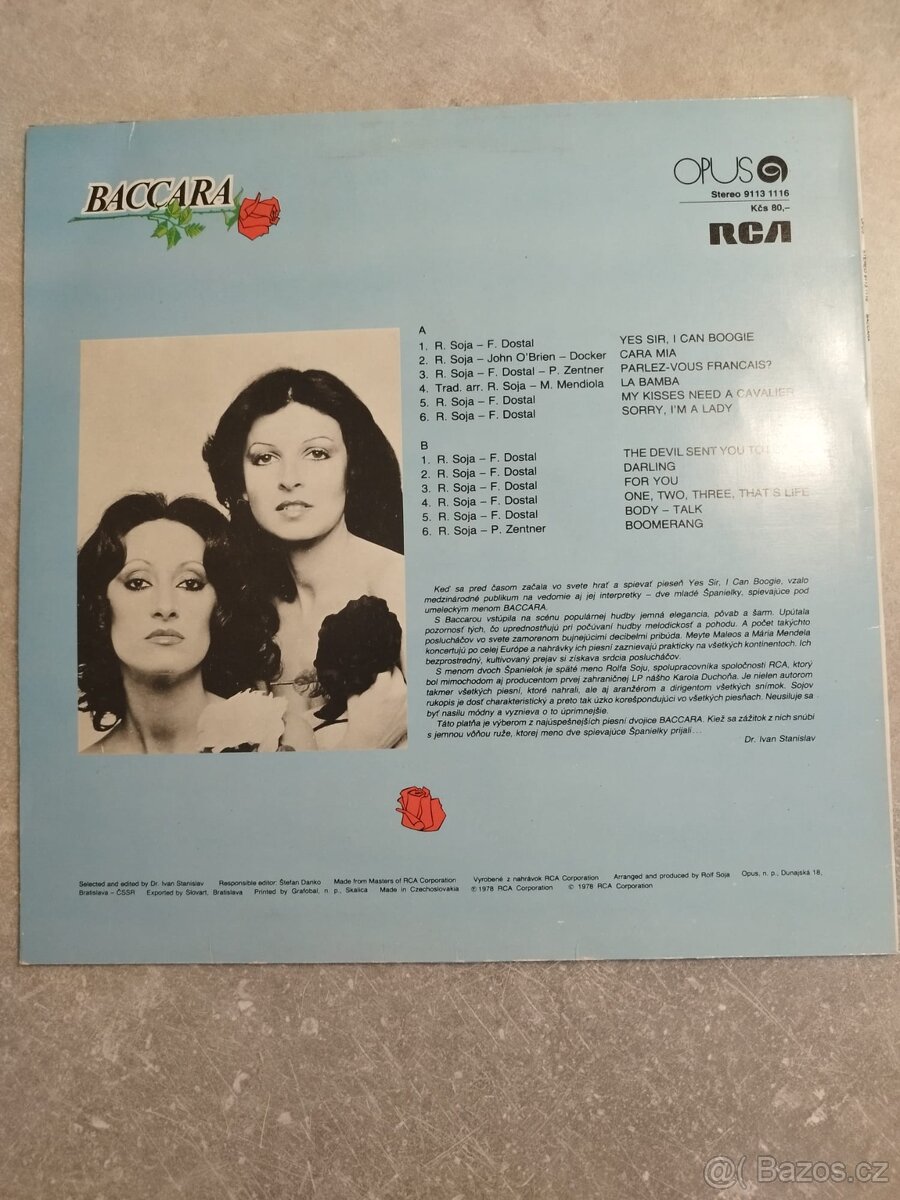 BACCARA
OPUS
Stereo 9113 1116
Kčs 80,–
RCA
A
1. R. Soja – F. Dostal YES SIR, I CAN BOOGIE
2. R. Soja – John O'Brien – Docker CARA MIA
3. R. Soja – F. Dostal – P. Zentner PARLEZ-VOUS FRANCAIS?
4. Trad. arr. R. Soja – M. Mendiola LA BAMBA
5. R. Soja – F. Dostal MY KISSES NEED A CAVALIER
6. R. Soja – F. Dostal SORRY, I'M A LADY
B
1. R. Soja – F. Dostal THE DEVIL SENT YOU TO
2. R. Soja – F. Dostal DARLING
3. R. Soja – F. Dostal FOR YOU
4. R. Soja – F. Dostal ONE, TWO, THREE, THAT'S LIFE
5. R. Soja – F. Dostal BODY – TALK
6. R. Soja – P. Zentner BOOMERANG
Keď sa pred časom začala vo svete hrať a spievať pieseň Yes Sir, I Can Boogie, vzalo
medzinárodné publikum na vedomie aj jej interpretky – dve mladé Španielky, spievajúce pod
umeleckým menom BACCARA.
S Baccarou vstúpila na scénu populárnej hudby jemná elegancia, pôvab a šarm. Upútala
pozornosť tých, čo uprednostňujú pri počúvaní hudby melodickosť a pohodu. A počet takýchto
poslucháčov vo svete zamorenom bujnejúcimi decibelmi pribúda. Meyte Maleos a Mária Mendela
koncertujú po celej Európe a nahrávky ich piesní zaznievajú prakticky na všetkých kontinentoch. Ich
bezprostredný, kultivovaný prejav si získava srdcia poslucháčov.
S menom dvoch Španielok je späté meno Rolfa Soju, spolupracovníka spoločnosti RCA, ktorý
bol mimochodom aj producentom prvej zahraničnej LP nášho Karola Duchoňa. Je nielen autorom
takmer všetkých piesní, ktoré nahrali, ale aj aranžérom a dirigentom všetkých snímok. Sojov
rukopis je dosť charakteristický a preto tak úzko korešpondujúci vo všetkých piesňach. Neusiluje sa
byť nasilu módny a vyznieva o to úprimnejšie.
Táto platňa je výberom z najúspešnejších piesní dvojice BACCARA. Kiež sa zážitok z nich snúbi
s jemnou vôňou ruže, ktorej meno dve spievajúce Španielky prijali...
Dr. Ivan Stanislav
Selected and edited by Dr. Ivan Stanislav Responsible editor: Štefan Danko Made from Masters of RCA Corporation Vyrobené z nahrávok RCA Corporation Arranged and produced by Rolf Soja Opus, n. p., Dunajská 18,
Bratislava – ČSSR Exported by Slovart, Bratislava Printed by Grafobal, n. p., Skalica Made in Czechoslovakia ℗ 1978 RCA Corporation © 1978 RCA Corporation
@( Bazos.cz